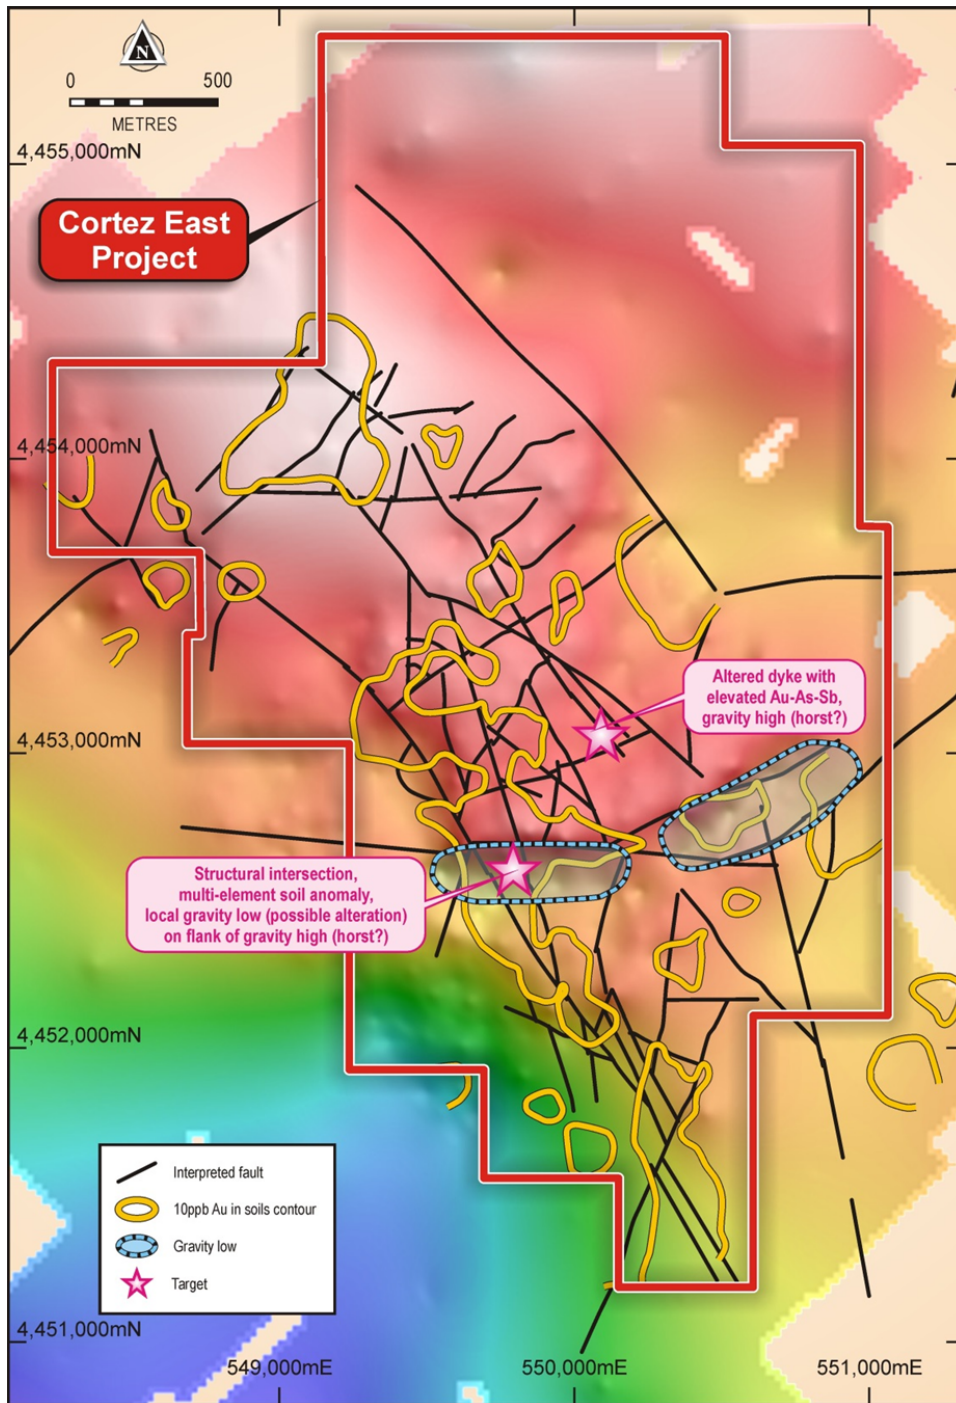 N
0 500
METRES
4,455,000mN
Cortez East
Project
4,454,000mN
Altered dyke with
elevated Au-As-Sb,
gravity high (horst?)
4,453,000mN
Structural intersection,
multi-element soil anomaly,
local gravity low (possible alteration)
on flank of gravity high (horst?)
4,452,000mN
Interpreted fault
10ppb Au in soils contour
Gravity low
Target
4,451,000mN
549,000mE 550,000mE 551,000mE